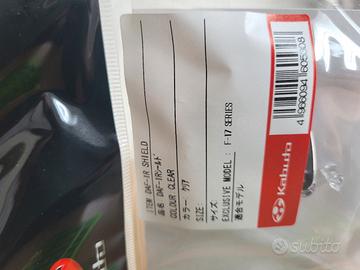 ITEM DAF-1R SHIELD
品名 DAF-1Rシールド
COLOUR CLEAR
カラー クリア
SIZE
サイズ
EXCLUSIVE MODEL : F-17 SERIES
適合モデル
Kabuto
subito